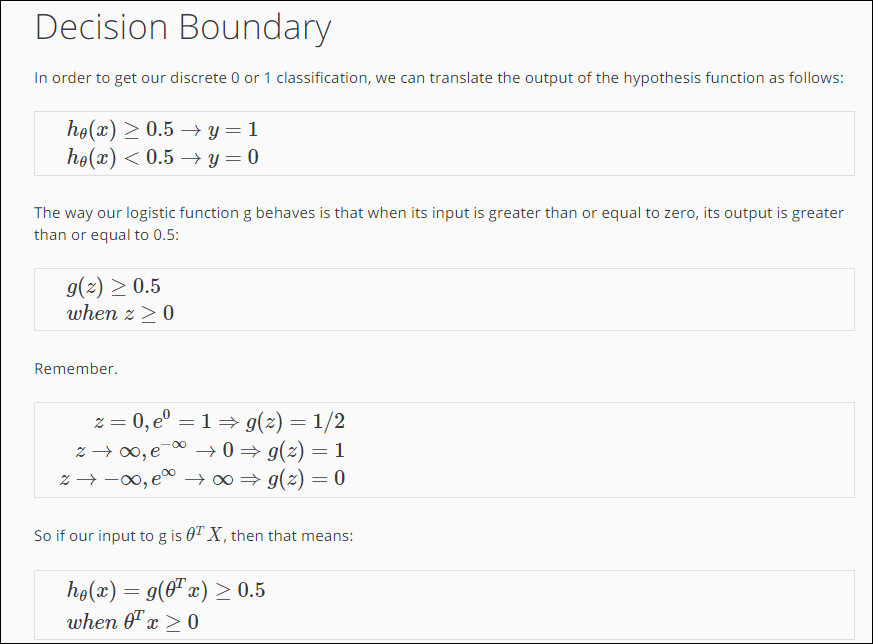 Decision Boundary
In order to get our discrete 0 or 1 classification, we can translate the output of the hypothesis function as follows:
hθ(x) ≥ 0.5 → y = 1
hθ(x) < 0.5 → y = 0
The way our logistic function g behaves is that when its input is greater than or equal to zero, its output is greater
than or equal to 0.5:
g(z) ≥ 0.5
when z ≥ 0
Remember.
z = 0, e⁰ = 1 ⇒ g(z) = 1/2
z → ∞, e^−∞ → 0 ⇒ g(z) = 1
z → −∞, e^∞ → ∞ ⇒ g(z) = 0
So if our input to g is θᵀX, then that means:
hθ(x) = g(θᵀx) ≥ 0.5
when θᵀx ≥ 0